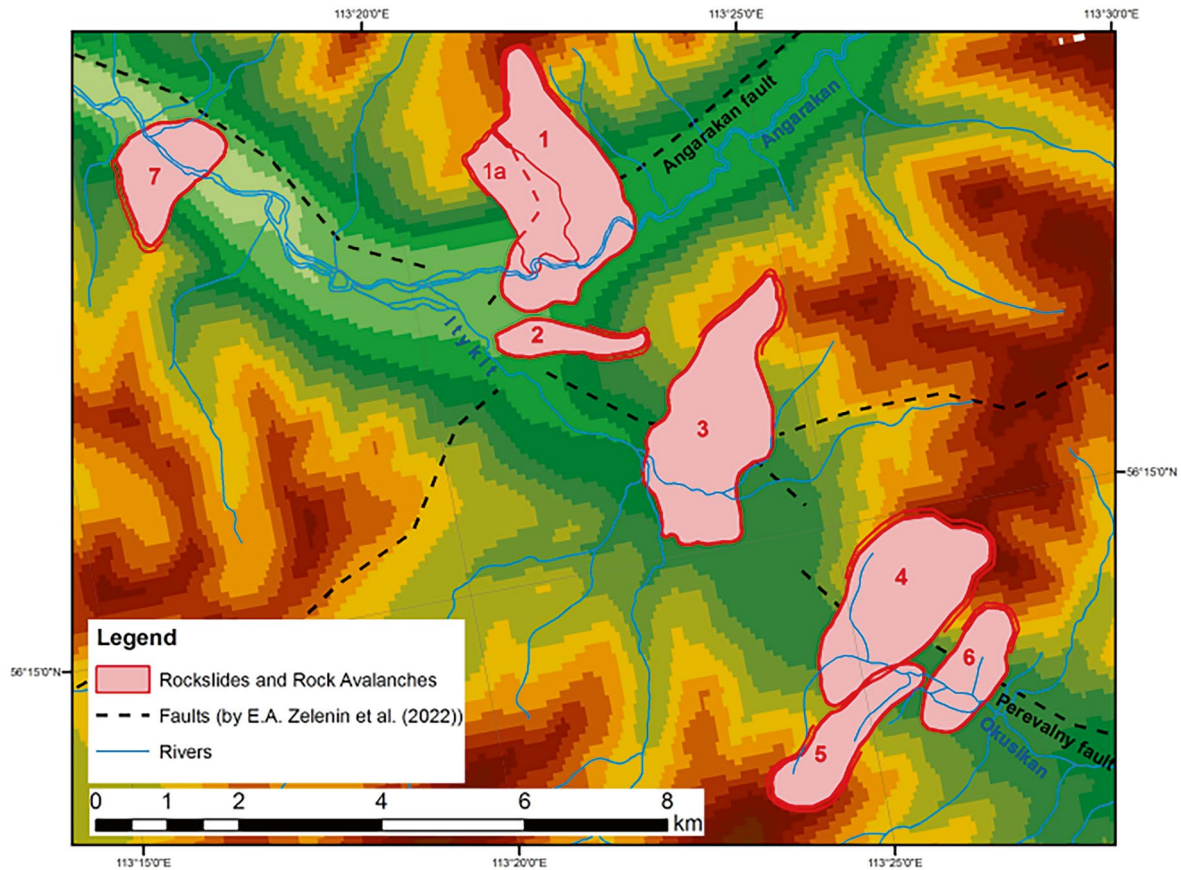 113°20'0"E
113°25'0"E
113°30'0"E
1
1a
7
Angarakan fault
Angarakan
2
Itykit
3
56°15'0"N
4
6
5
Perevalny fault
Okusikan
56°15'0"N
Legend
Rockslides and Rock Avalanches
Faults (by E.A. Zelenin et al. (2022))
Rivers
0 1 2 4 6 8
km
113°15'0"E
113°20'0"E
113°25'0"E